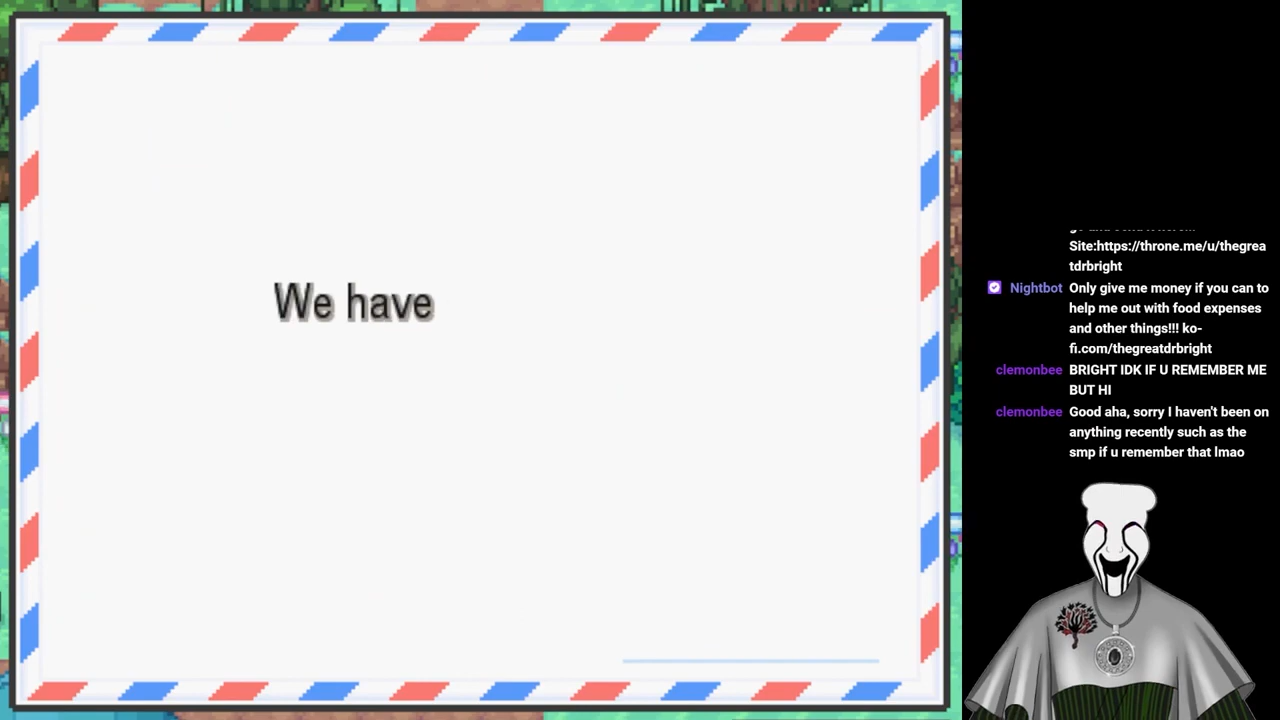 We have
Site:https://throne.me/u/thegrea
tdrbright
Nightbot Only give me money if you can to
help me out with food expenses
and other things!!! ko-
fi.com/thegreatdrbright
clemonbee BRIGHT IDK IF U REMEMBER ME
BUT HI
clemonbee Good aha, sorry I haven't been on
anything recently such as the
smp if u remember that lmao